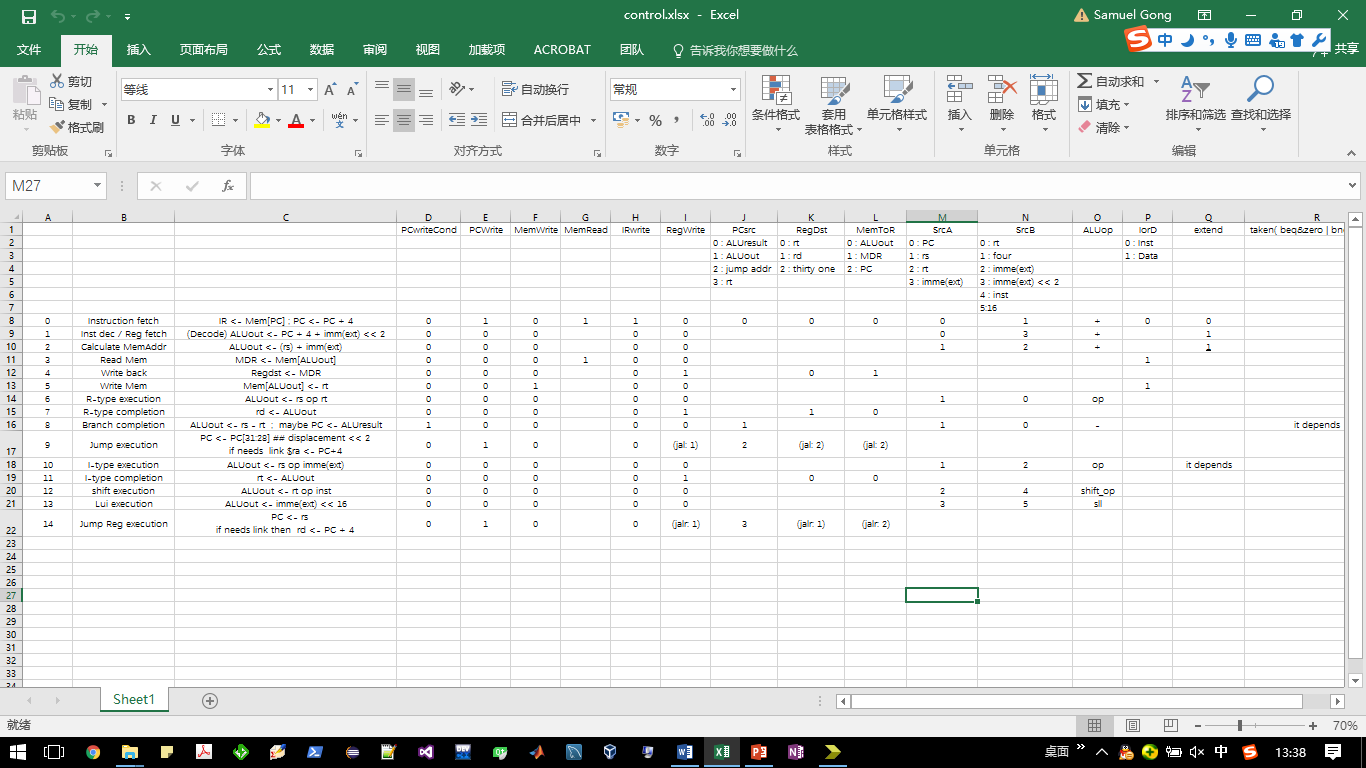 control.xlsx - Excel
Samuel Gong
文件 开始 插入 页面布局 公式 数据 审阅 视图 加载项 ACROBAT 团队 告诉我你想要做什么
中
共享
粘贴 剪切 复制 格式刷 剪贴板
等线 11 B I U A A A wén 文 字体
自动换行 合并后居中 对齐方式
常规 % 数字
条件格式 套用 表格格式 单元格样式 样式
插入 删除 格式 单元格
自动求和 填充 清除 排序和筛选 查找和选择 编辑
M27 fx
A B C D E F G H I J K L M N O P Q R
1 PCwriteCond PCWrite MemWrite MemRead IRwrite RegWrite PCsrc RegDst MemToR SrcA SrcB ALUop IorD extend taken( beq&zero | bn
2 0 : ALUresult 0 : rt 0 : ALUout 0 : PC 0 : rt 0 : Inst
3 1 : ALUout 1 : rd 1 : MDR 1 : rs 1 : four 1 : Data
4 2 : jump addr 2 : thirty one 2 : PC 2 : rt 2 : imme(ext)
5 3 : rt 3 : imme(ext) 3 : imme(ext) << 2
6 4 : inst
7 5:16
8 0 Instruction fetch IR <- Mem[PC] ; PC <- PC + 4 0 1 0 1 1 0 0 0 0 0 1 + 0 0
9 1 Inst dec / Reg fetch (Decode) ALUout <- PC + 4 + imm(ext) << 2 0 0 0 0 0 0 3 + 1
10 2 Calculate MemAddr ALUout <- (rs) + imm(ext) 0 0 0 0 0 1 2 + 1
11 3 Read Mem MDR <- Mem[ALUout] 0 0 0 1 0 0 1
12 4 Write back Regdst <- MDR 0 0 0 0 1 0 1
13 5 Write Mem Mem[ALUout] <- rt 0 0 1 0 0 1
14 6 R-type execution ALUout <- rs op rt 0 0 0 0 0 1 0 op
15 7 R-type completion rd <- ALUout 0 0 0 0 1 1 0
16 8 Branch completion ALUout <- rs - rt ; maybe PC <- ALUresult 1 0 0 0 0 1 1 0 - it depends
PC <- PC[31:28] ## displacement << 2
17 9 Jump execution 0 1 0 0 (jal: 1) 2 (jal: 2) (jal: 2)
if needs link $ra <- PC+4
18 10 I-type execution ALUout <- rs op imme(ext) 0 0 0 0 0 1 2 op it depends
19 11 I-type completion rt <- ALUout 0 0 0 0 1 0 0
20 12 shift execution ALUout <- rt op inst 0 0 0 0 0 2 4 shift_op
21 13 Lui execution ALUout <- imme(ext) << 16 0 0 0 0 0 3 5 sll
PC <- rs
22 14 Jump Reg execution 0 1 0 0 (jalr: 1) 3 (jalr: 1) (jalr: 2)
if needs link then rd <- PC + 4
23
24
25
26
27
28
29
30
31
32
33
34
Sheet1
就绪 70%
桌面 中 13:38